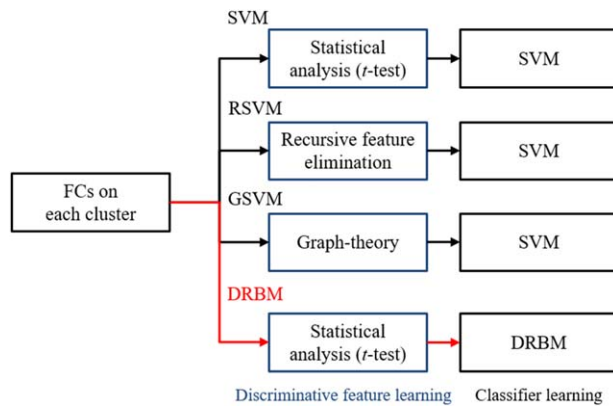 SVM
Statistical
analysis (t-test)
SVM
RSVM
Recursive feature
elimination
SVM
FCs on
each cluster
GSVM
Graph-theory
SVM
DRBM
Statistical
analysis (t-test)
DRBM
Discriminative feature learning
Classifier learning